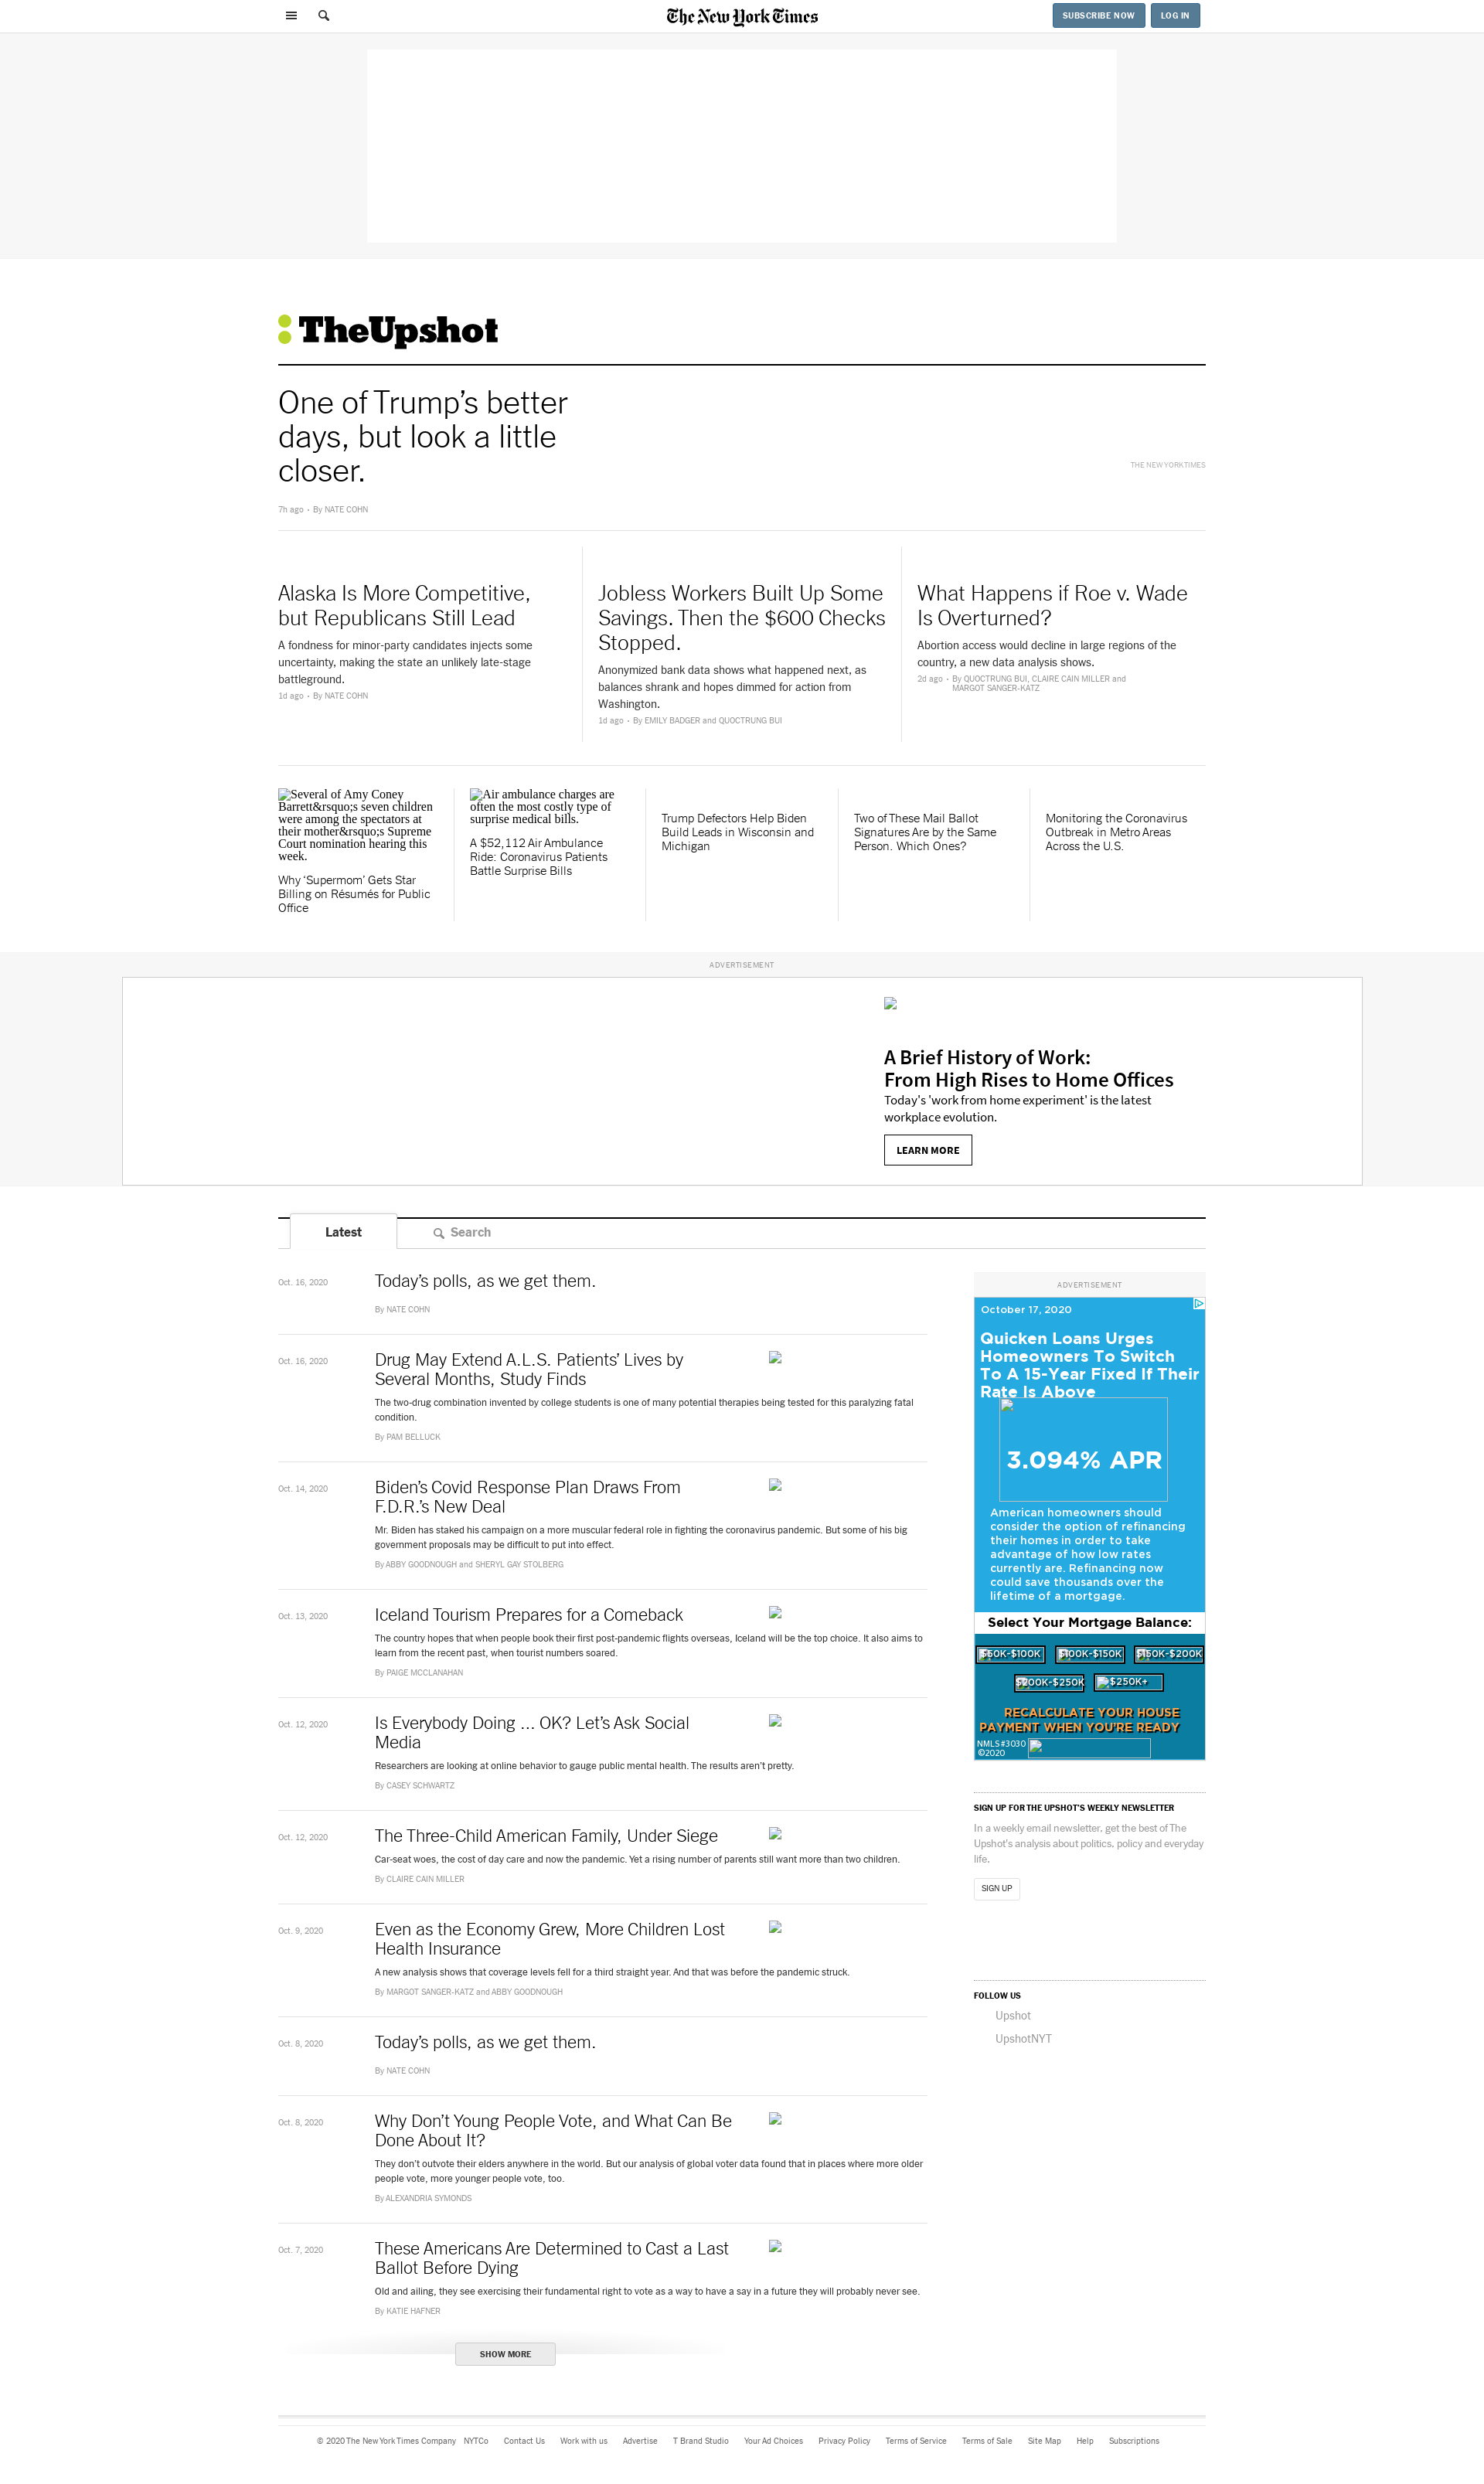 The New York Times
SUBSCRIBE NOW
LOG IN
TheUpshot
One of Trump’s better
days, but look a little
closer.
THE NEW YORK TIMES
7h ago • By NATE COHN
Alaska Is More Competitive,
but Republicans Still Lead
A fondness for minor-party candidates injects some
uncertainty, making the state an unlikely late-stage
battleground.
1d ago • By NATE COHN
Jobless Workers Built Up Some
Savings. Then the $600 Checks
Stopped.
Anonymized bank data shows what happened next, as
balances shrank and hopes dimmed for action from
Washington.
1d ago • By EMILY BADGER and QUOCTRUNG BUI
What Happens if Roe v. Wade
Is Overturned?
Abortion access would decline in large regions of the
country, a new data analysis shows.
2d ago • By QUOCTRUNG BUI, CLAIRE CAIN MILLER and
MARGOT SANGER-KATZ
Several of Amy Coney
Barrett&rsquo;s seven children
were among the spectators at
their mother&rsquo;s Supreme
Court nomination hearing this
week.
Why ‘Supermom’ Gets Star
Billing on Résumés for Public
Office
Air ambulance charges are
often the most costly type of
surprise medical bills.
A $52,112 Air Ambulance
Ride: Coronavirus Patients
Battle Surprise Bills
Trump Defectors Help Biden
Build Leads in Wisconsin and
Michigan
Two of These Mail Ballot
Signatures Are by the Same
Person. Which Ones?
Monitoring the Coronavirus
Outbreak in Metro Areas
Across the U.S.
ADVERTISEMENT
A Brief History of Work:
From High Rises to Home Offices
Today's 'work from home experiment' is the latest
workplace evolution.
LEARN MORE
Latest
Search
Oct. 16, 2020
Today’s polls, as we get them.
By NATE COHN
Oct. 16, 2020
Drug May Extend A.L.S. Patients’ Lives by
Several Months, Study Finds
The two-drug combination invented by college students is one of many potential therapies being tested for this paralyzing fatal
condition.
By PAM BELLUCK
Oct. 14, 2020
Biden’s Covid Response Plan Draws From
F.D.R.’s New Deal
Mr. Biden has staked his campaign on a more muscular federal role in fighting the coronavirus pandemic. But some of his big
government proposals may be difficult to put into effect.
By ABBY GOODNOUGH and SHERYL GAY STOLBERG
Oct. 13, 2020
Iceland Tourism Prepares for a Comeback
The country hopes that when people book their first post-pandemic flights overseas, Iceland will be the top choice. It also aims to
learn from the recent past, when tourist numbers soared.
By PAIGE MCCLANAHAN
Oct. 12, 2020
Is Everybody Doing ... OK? Let’s Ask Social
Media
Researchers are looking at online behavior to gauge public mental health. The results aren’t pretty.
By CASEY SCHWARTZ
Oct. 12, 2020
The Three-Child American Family, Under Siege
Car-seat woes, the cost of day care and now the pandemic. Yet a rising number of parents still want more than two children.
By CLAIRE CAIN MILLER
Oct. 9, 2020
Even as the Economy Grew, More Children Lost
Health Insurance
A new analysis shows that coverage levels fell for a third straight year. And that was before the pandemic struck.
By MARGOT SANGER-KATZ and ABBY GOODNOUGH
Oct. 8, 2020
Today’s polls, as we get them.
By NATE COHN
Oct. 8, 2020
Why Don’t Young People Vote, and What Can Be
Done About It?
They don’t outvote their elders anywhere in the world. But our analysis of global voter data found that in places where more older
people vote, more younger people vote, too.
By ALEXANDRIA SYMONDS
Oct. 7, 2020
These Americans Are Determined to Cast a Last
Ballot Before Dying
Old and ailing, they see exercising their fundamental right to vote as a way to have a say in a future they will probably never see.
By KATIE HAFNER
SHOW MORE
ADVERTISEMENT
October 17, 2020
Quicken Loans Urges
Homeowners To Switch
To A 15-Year Fixed If Their
Rate Is Above
3.094% APR
American homeowners should
consider the option of refinancing
their homes in order to take
advantage of how low rates
currently are. Refinancing now
could save thousands over the
lifetime of a mortgage.
Select Your Mortgage Balance:
$60K-$100K
$100K-$150K
$150K-$200K
$200K-$250K
$250K+
RECALCULATE YOUR HOUSE
PAYMENT WHEN YOU'RE READY
NMLS #3030
©2020
SIGN UP FOR THE UPSHOT’S WEEKLY NEWSLETTER
In a weekly email newsletter, get the best of The
Upshot's analysis about politics, policy and everyday
life.
SIGN UP
FOLLOW US
Upshot
UpshotNYT
© 2020 The New York Times Company NYTCo Contact Us Work with us Advertise T Brand Studio Your Ad Choices Privacy Policy Terms of Service Terms of Sale Site Map Help Subscriptions